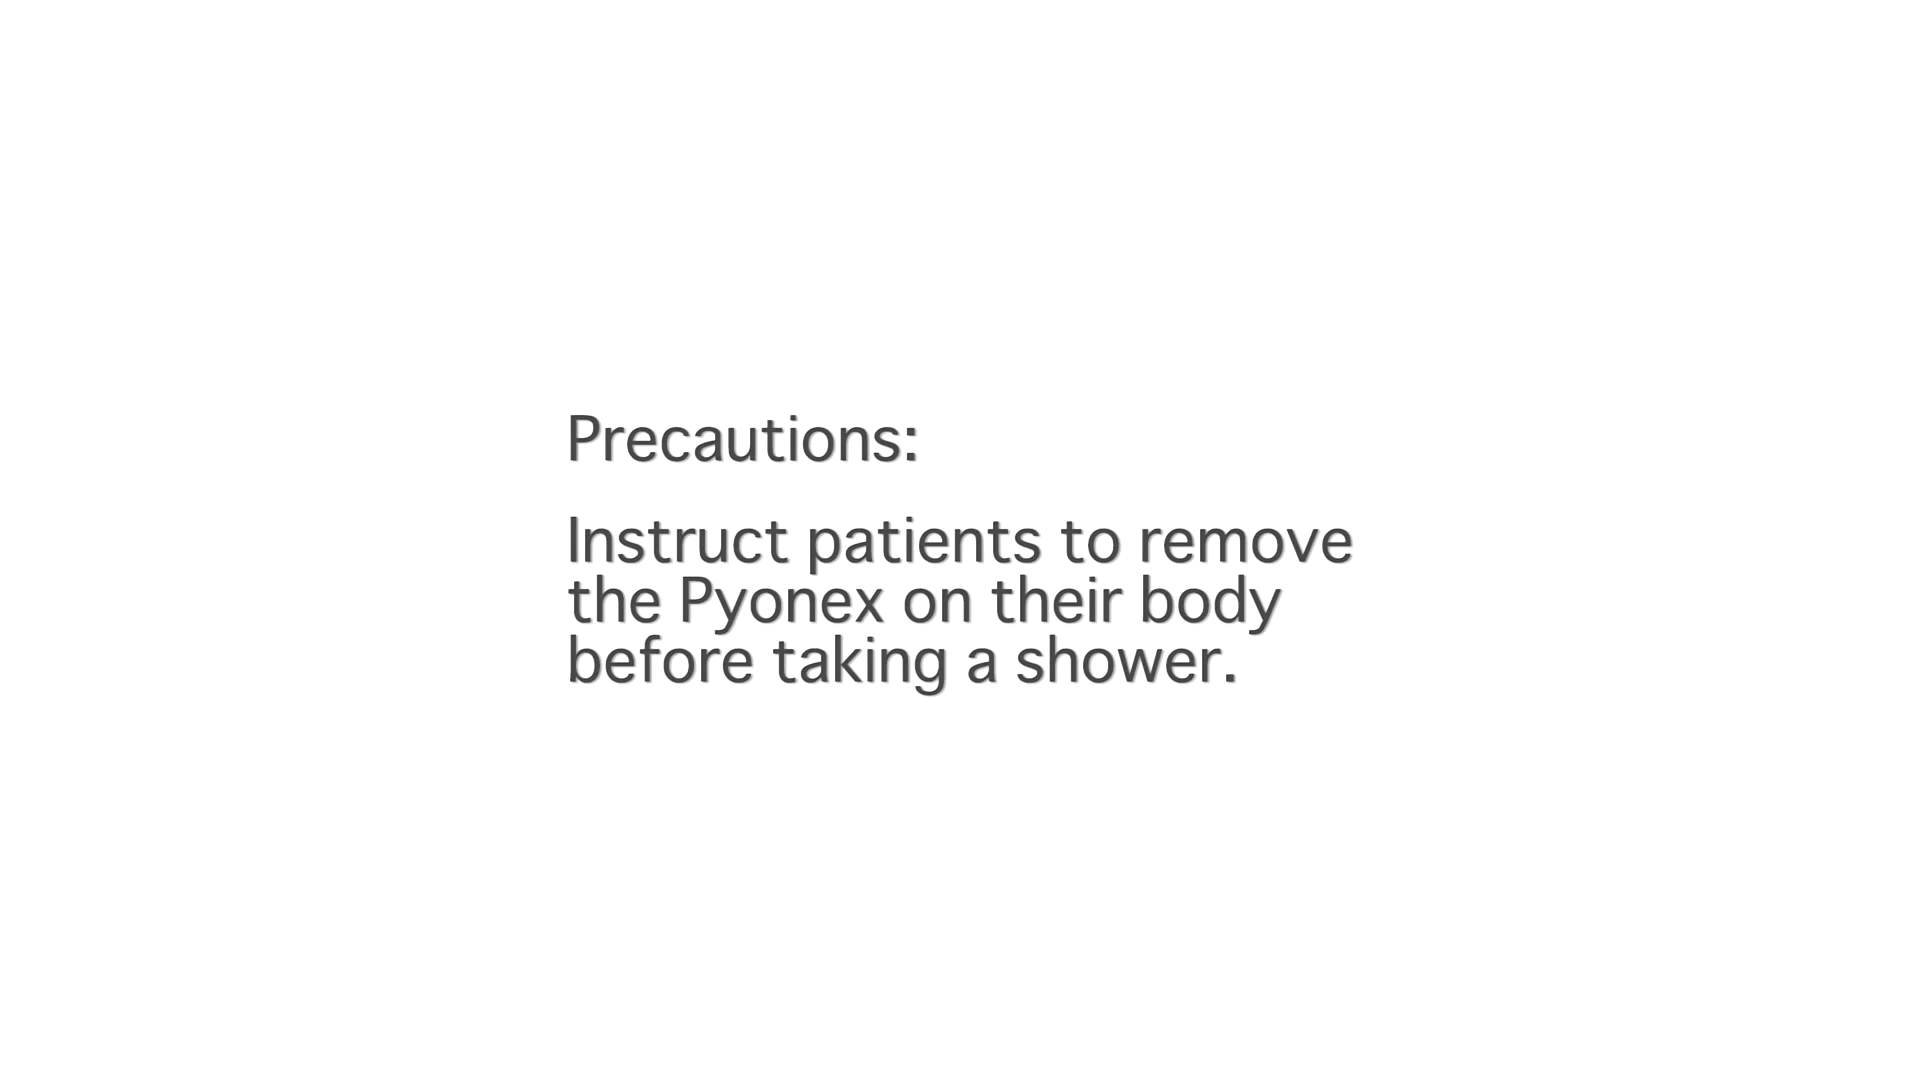 Precautions:
Instruct patients to remove
the Pyonex on their body
before taking a shower.